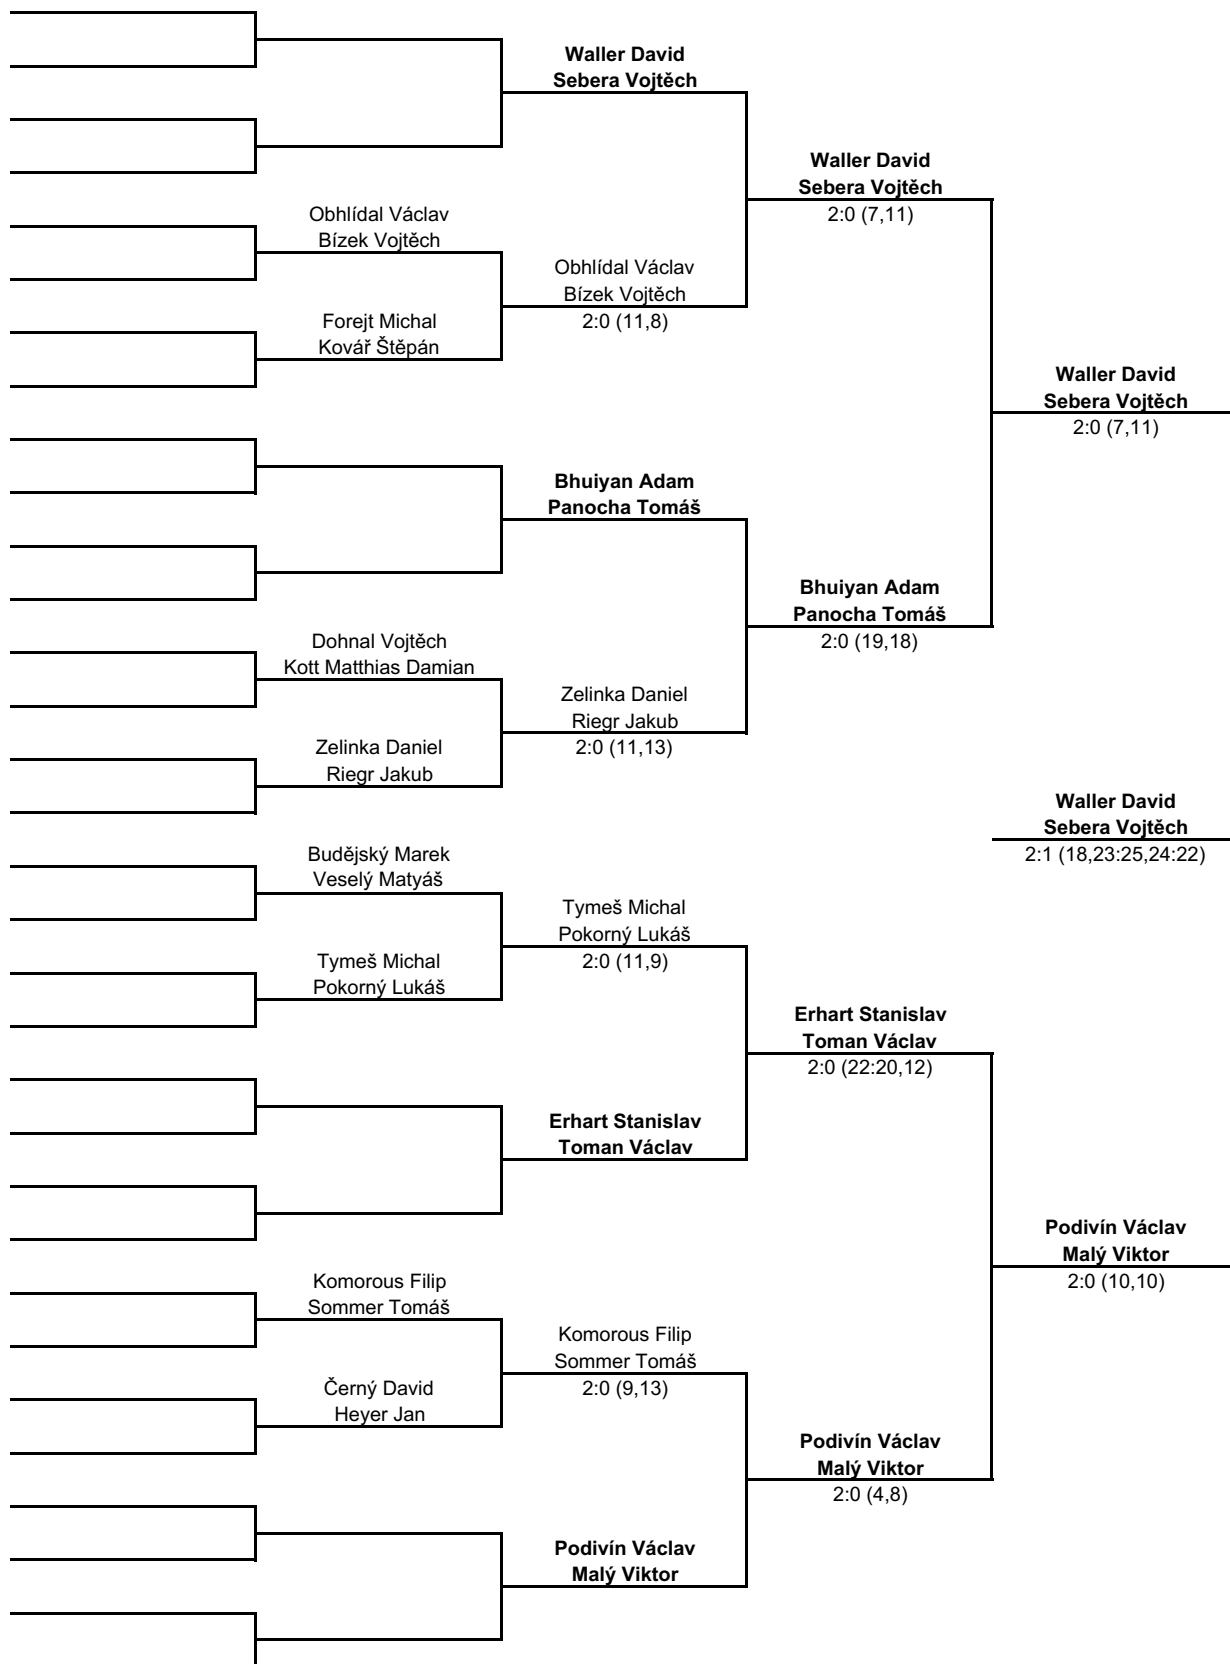 Waller David
Sebera Vojtěch
Waller David
Sebera Vojtěch
2:0 (7,11)
Obhlídal Václav
Bízek Vojtěch
Obhlídal Václav
Bízek Vojtěch
2:0 (11,8)
Forejt Michal
Kovář Štěpán
Waller David
Sebera Vojtěch
2:0 (7,11)
Bhuiyan Adam
Panocha Tomáš
Bhuiyan Adam
Panocha Tomáš
2:0 (19,18)
Dohnal Vojtěch
Kott Matthias Damian
Zelinka Daniel
Riegr Jakub
2:0 (11,13)
Zelinka Daniel
Riegr Jakub
Waller David
Sebera Vojtěch
2:1 (18,23:25,24:22)
Budějský Marek
Veselý Matyáš
Tymeš Michal
Pokorný Lukáš
2:0 (11,9)
Tymeš Michal
Pokorný Lukáš
Erhart Stanislav
Toman Václav
2:0 (22:20,12)
Erhart Stanislav
Toman Václav
Podivín Václav
Malý Viktor
2:0 (10,10)
Komorous Filip
Sommer Tomáš
Komorous Filip
Sommer Tomáš
2:0 (9,13)
Černý David
Heyer Jan
Podivín Václav
Malý Viktor
2:0 (4,8)
Podivín Václav
Malý Viktor